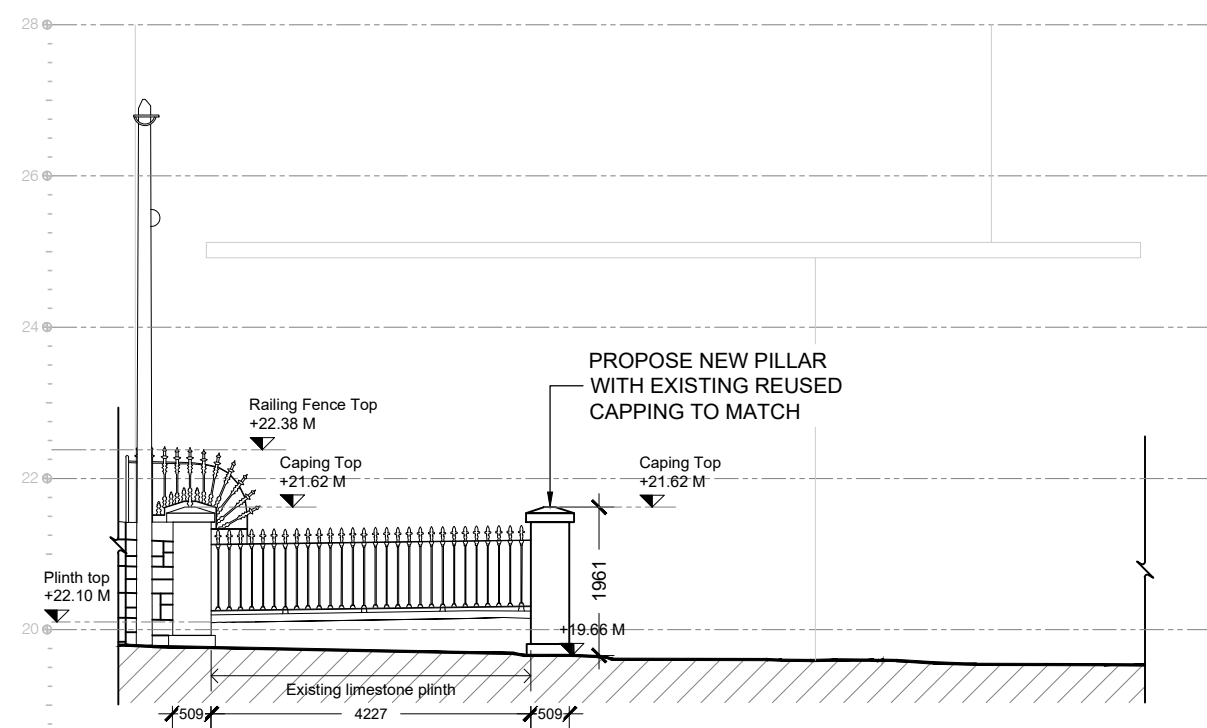 28
26
24
PROPOSE NEW PILLAR
WITH EXISTING REUSED
CAPPING TO MATCH
Railing Fence Top
+22.38 M
Caping Top
+21.62 M
Caping Top
+21.62 M
22
1961
Plinth top
+22.10 M
20
+19.66 M
Existing limestone plinth
509
4227
509